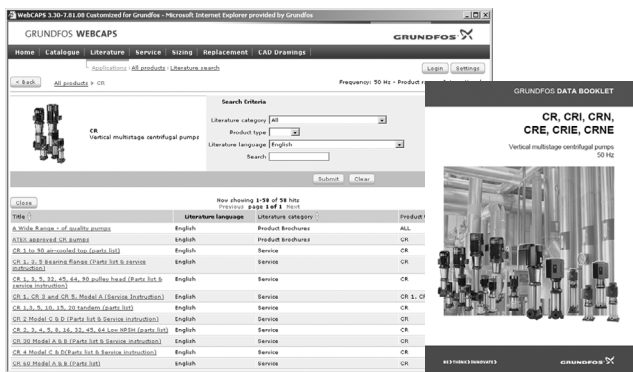 WebCAPS 3.30-7.81.08 Customized for Grundfos - Microsoft Internet Explorer provided by Grundfos
GRUNDFOS WEBCAPS
GRUNDFOS
Home Catalogue Literature Service Sizing Replacement CAD Drawings
Applications › All products › Literature search
Login Settings
< Back
All products CR
Frequency: 50 Hz - Product r
Search Criteria
Literature category All
CR
Vertical multistage centrifugal pumps
Product type
Literature language English
Search
Submit Clear
Close
Now showing 1-58 of 58 hits
Previous page 1 of 1 Next
Title Literature language Literature category Product
A Wide Range - of quality pumps English Product Brochures ALL
ATEX approved CR pumps English Product Brochures CR
CR 1 to 90 air-cooled top (parts list) English Service CR
CR 1, 3, 5 Bearing flange (Parts list & service
instruction) English Service CR
CR 1, 3, 5, 32, 45, 64, 90 pulley head (Parts list &
service instruction) English Service CR
CR 1, CR 3 and CR 5, Model A (Service Instruction) English Service CR 1, CR
CR 1,3, 5, 10, 15, 20 tandem (parts list) English Service CR
CR 2 Model C & D (Parts list & Service instruction) English Service CR
CR 2, 3, 4, 5, 8, 16, 32, 45, 64 Low NPSH (parts list) English Service CR
CR 30 Model A & B (Parts list & Service instruction) English Service CR
CR 4 Model C & D(Parts list & Service instruction) English Service CR
CR 60 Model A & B (Parts list) English Service CR
GRUNDFOS DATA BOOKLET
CR, CRI, CRN,
CRE, CRIE, CRNE
Vertical multistage centrifugal pumps
50 Hz
BE > THINK > INNOVATE >
GRUNDFOS